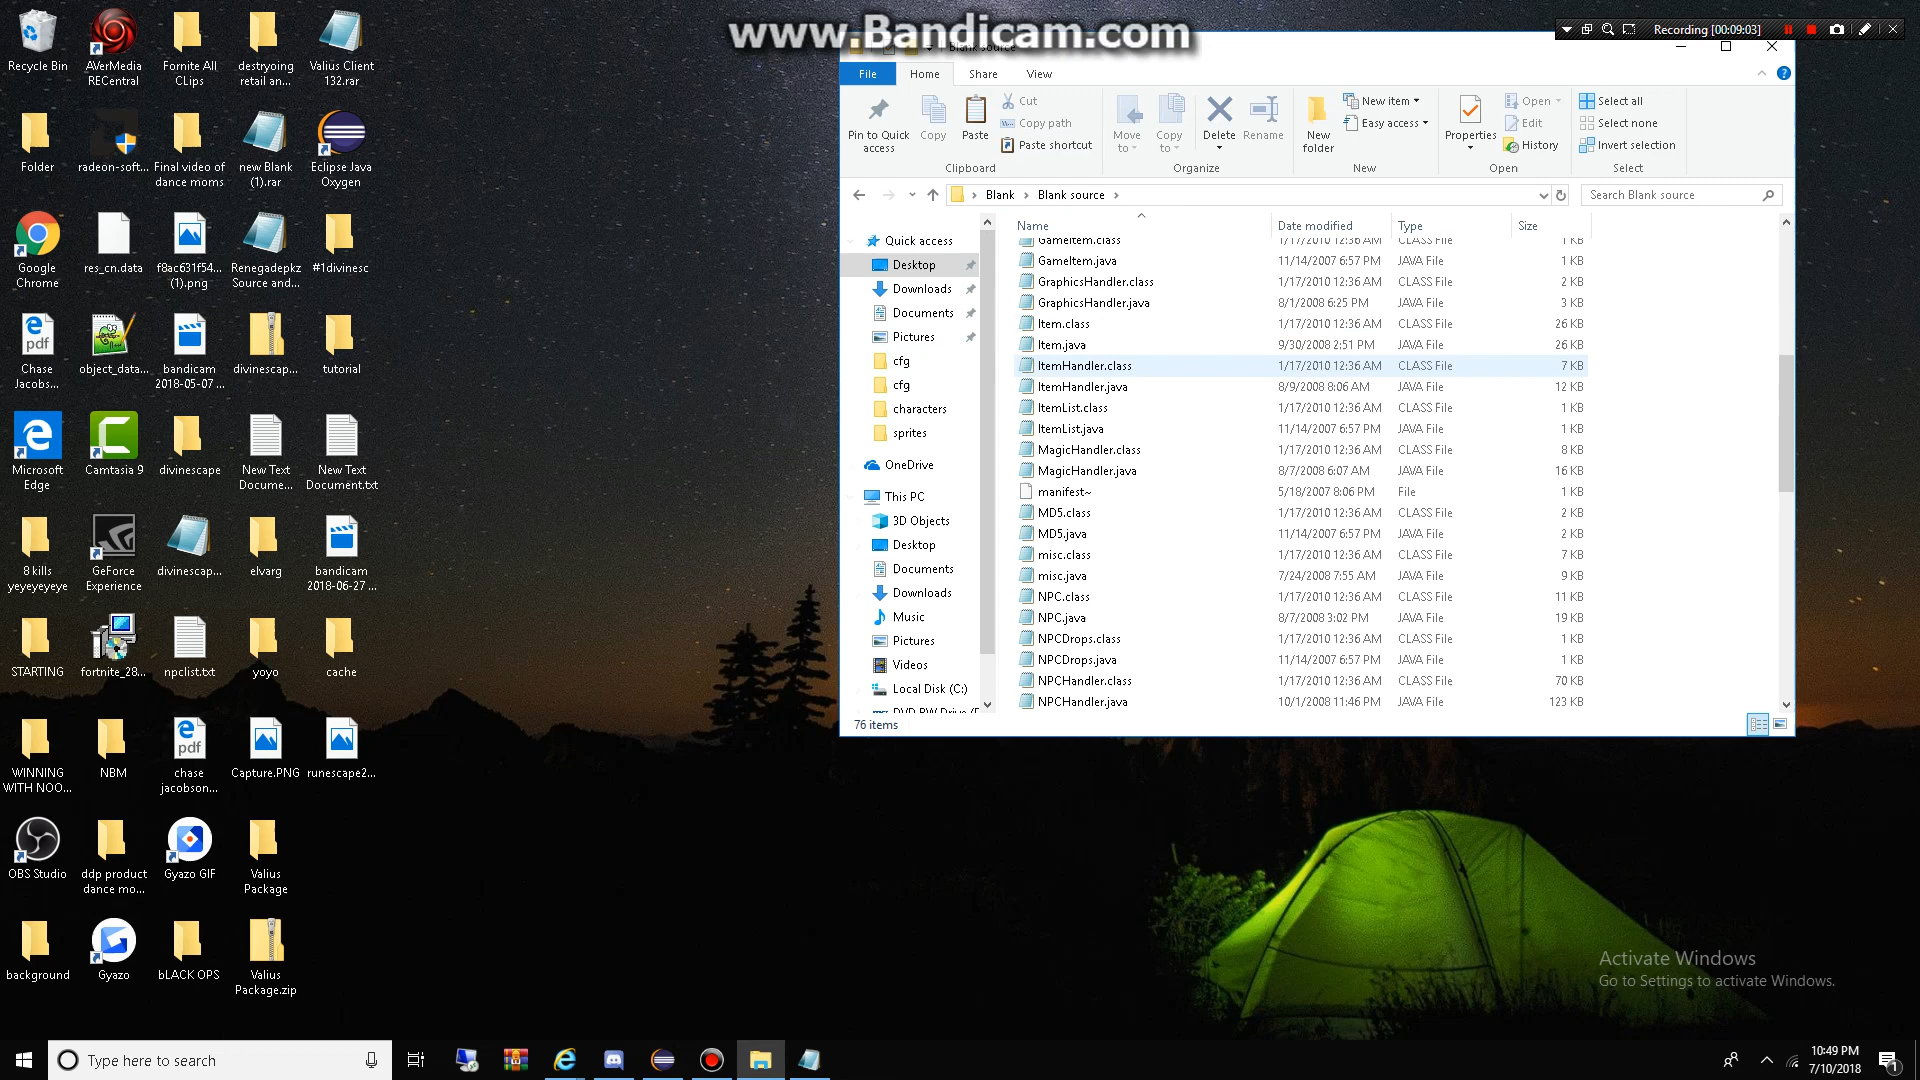 www.Bandicam.com
Recording [00:09:03]
Blank source
File
Home
Share
View
Pin to Quick
access
Copy
Paste
Cut
Copy path
Paste shortcut
Clipboard
Move
to
Copy
to
Delete
Rename
Organize
New
folder
New item
Easy access
New
Properties
Open
Edit
History
Open
Select all
Select none
Invert selection
Select
Blank
Blank source
Search Blank source
Name
Date modified
Type
Size
GameItem.class 1/17/2010 12:36 AM CLASS File 1 KB
GameItem.java 11/14/2007 6:57 PM JAVA File 1 KB
GraphicsHandler.class 1/17/2010 12:36 AM CLASS File 2 KB
GraphicsHandler.java 8/1/2008 6:25 PM JAVA File 3 KB
Item.class 1/17/2010 12:36 AM CLASS File 26 KB
Item.java 9/30/2008 2:51 PM JAVA File 26 KB
ItemHandler.class 1/17/2010 12:36 AM CLASS File 7 KB
ItemHandler.java 8/9/2008 8:06 AM JAVA File 12 KB
ItemList.class 1/17/2010 12:36 AM CLASS File 1 KB
ItemList.java 11/14/2007 6:57 PM JAVA File 1 KB
MagicHandler.class 1/17/2010 12:36 AM CLASS File 8 KB
MagicHandler.java 8/7/2008 6:07 AM JAVA File 16 KB
manifest~ 5/18/2007 8:06 PM File 1 KB
MD5.class 1/17/2010 12:36 AM CLASS File 2 KB
MD5.java 11/14/2007 6:57 PM JAVA File 2 KB
misc.class 1/17/2010 12:36 AM CLASS File 7 KB
misc.java 7/24/2008 7:55 AM JAVA File 9 KB
NPC.class 1/17/2010 12:36 AM CLASS File 11 KB
NPC.java 8/7/2008 3:02 PM JAVA File 19 KB
NPCDrops.class 1/17/2010 12:36 AM CLASS File 1 KB
NPCDrops.java 11/14/2007 6:57 PM JAVA File 1 KB
NPCHandler.class 1/17/2010 12:36 AM CLASS File 70 KB
NPCHandler.java 10/1/2008 11:46 PM JAVA File 123 KB
Quick access
Desktop
Downloads
Documents
Pictures
cfg
cfg
characters
sprites
OneDrive
This PC
3D Objects
Desktop
Documents
Downloads
Music
Pictures
Videos
Local Disk (C:)
76 items
Recycle Bin
AVerMedia
RECentral
Fornite All
CLips
destryoing
retail an...
Valius Client
132.rar
Folder
radeon-soft...
Final video of
dance moms
new Blank
(1).rar
Eclipse Java
Oxygen
Google
Chrome
res_cn.data
f8ac631f54...
(1).png
Renegadepkz
Source and...
#1divinesc
Chase
Jacobs...
object_data...
bandicam
2018-05-07 ...
divinescap...
tutorial
Microsoft
Edge
Camtasia 9
divinescape
New Text
Docume...
New Text
Document.txt
8 kills
yeyeyeyeye
GeForce
Experience
divinescap...
elvarg
bandicam
2018-06-27 ...
STARTING
fortnite_28...
npclist.txt
yoyo
cache
WINNING
WITH NOO...
NBM
chase
jacobson...
Capture.PNG
runescape2...
OBS Studio
ddp product
dance mo...
Gyazo GIF
Valius
Package
background
Gyazo
bLACK OPS
Valius
Package.zip
Activate Windows
Go to Settings to activate Windows.
Type here to search
10:49 PM
7/10/2018
1